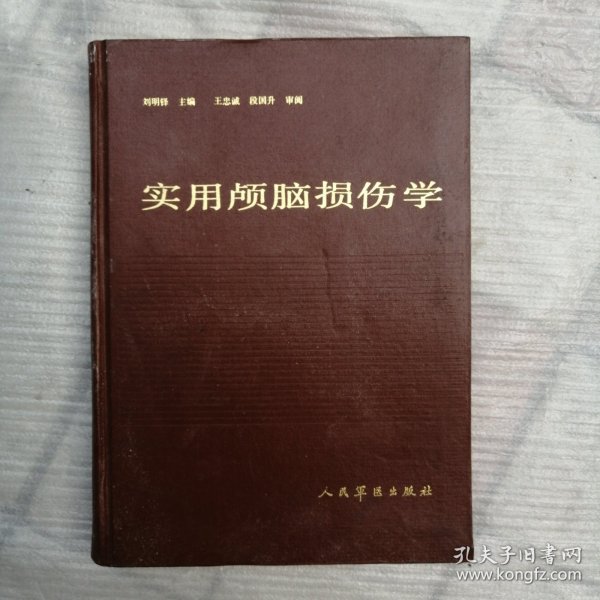 刘明铎 主编 王忠诚 段国升 审阅
实用颅脑损伤学
人民军医出版社
孔夫子旧书网
www.kongfz.com